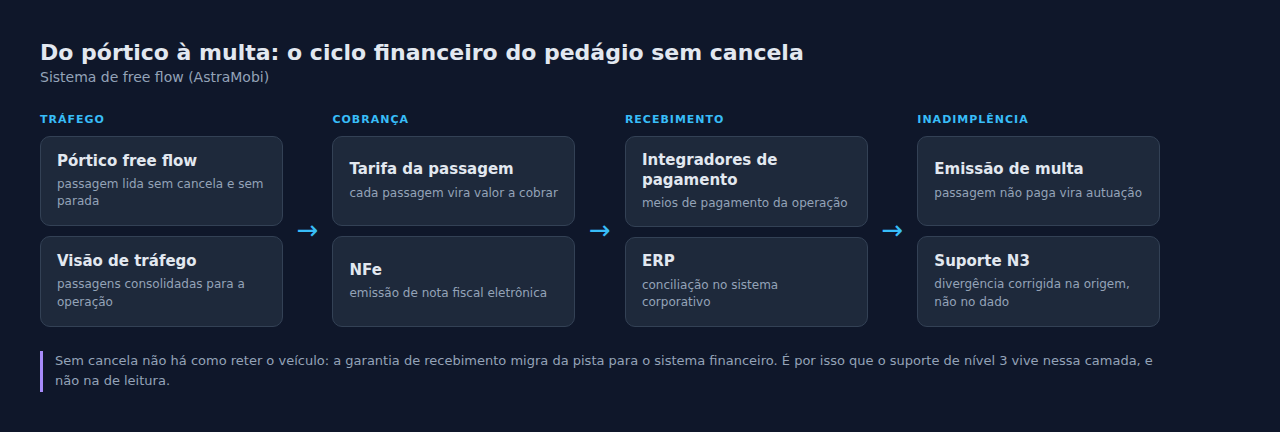 Do pórtico à multa: o ciclo financeiro do pedágio sem cancela
Sistema de free flow (AstraMobi)
TRÁFEGO
Pórtico free flow
passagem lida sem cancela e sem
parada
Visão de tráfego
passagens consolidadas para a
operação
→
COBRANÇA
Tarifa da passagem
cada passagem vira valor a cobrar
NFe
emissão de nota fiscal eletrônica
→
RECEBIMENTO
Integradores de
pagamento
meios de pagamento da operação
ERP
conciliação no sistema
corporativo
→
INADIMPLÊNCIA
Emissão de multa
passagem não paga vira autuação
Suporte N3
divergência corrigida na origem,
não no dado
Sem cancela não há como reter o veículo: a garantia de recebimento migra da pista para o sistema financeiro. É por isso que o suporte de nível 3 vive nessa camada, e
não na de leitura.